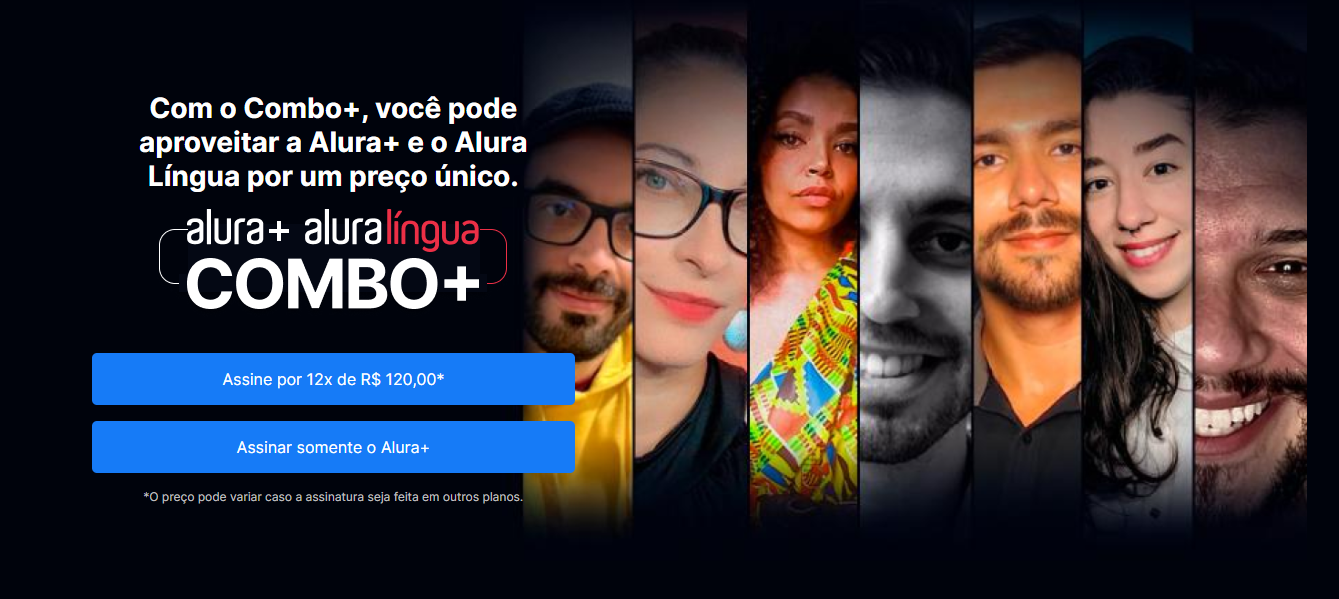 Com o Combo+, você pode
aproveitar a Alura+ e o Alura
Língua por um preço único.
alura+ aluralíngua
COMBO+
Assine por 12x de R$ 120,00*
Assinar somente o Alura+
*O preço pode variar caso a assinatura seja feita em outros planos.